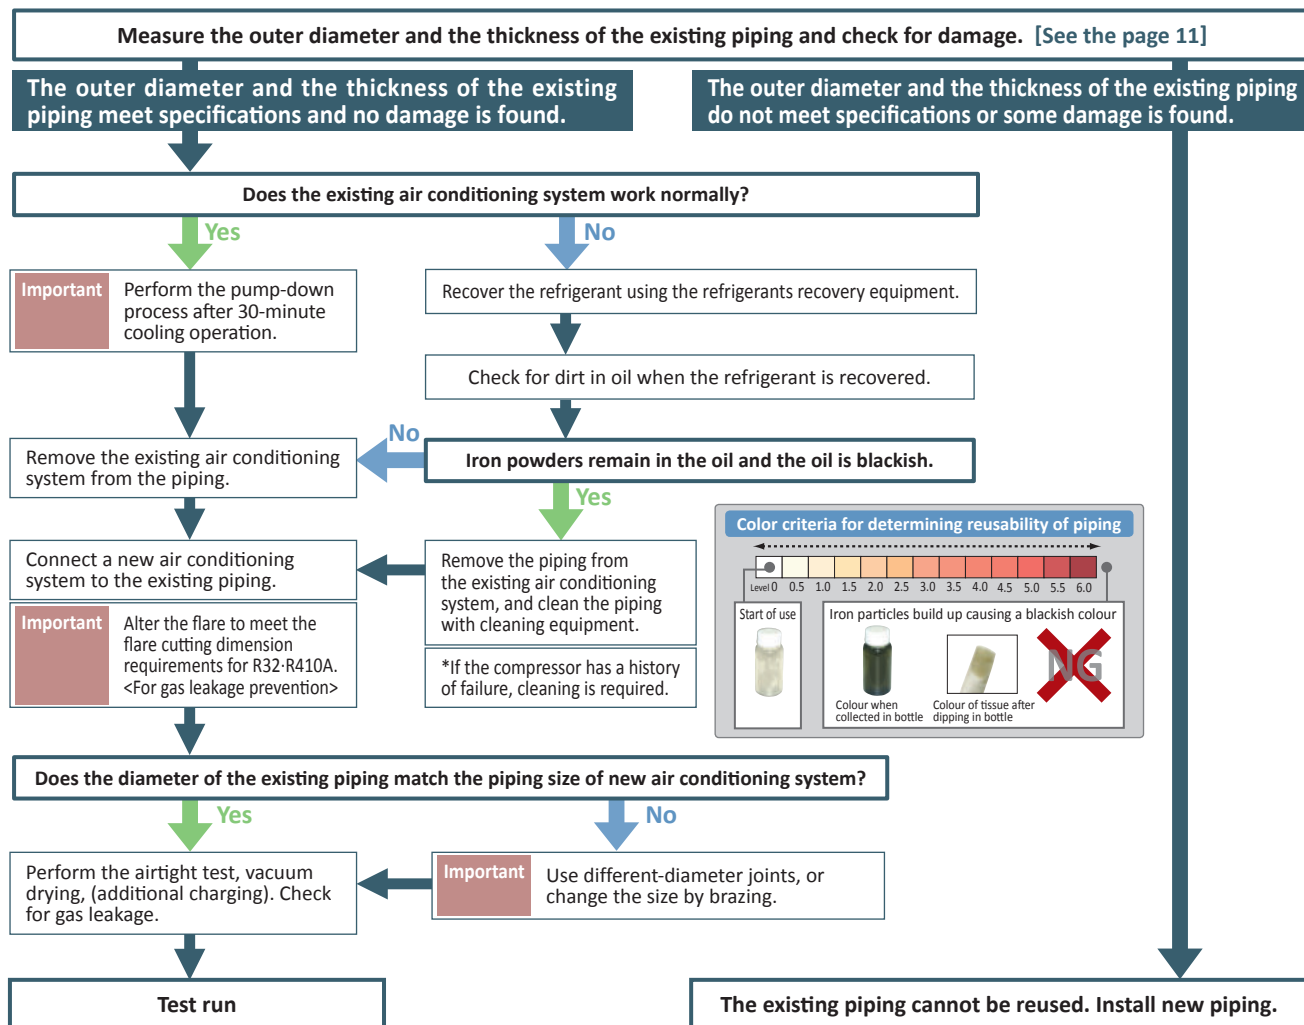 Measure the outer diameter and the thickness of the existing piping and check for damage. [See the page 11]
The outer diameter and the thickness of the existing
piping meet specifications and no damage is found.
The outer diameter and the thickness of the existing piping
do not meet specifications or some damage is found.
Does the existing air conditioning system work normally?
Yes
No
Important
Perform the pump-down
process after 30-minute
cooling operation.
Recover the refrigerant using the refrigerants recovery equipment.
Check for dirt in oil when the refrigerant is recovered.
No
Remove the existing air conditioning
system from the piping.
Iron powders remain in the oil and the oil is blackish.
Yes
Connect a new air conditioning
system to the existing piping.
Important
Alter the flare to meet the
flare cutting dimension
requirements for R32·R410A.
<For gas leakage prevention>
Remove the piping from
the existing air conditioning
system, and clean the piping
with cleaning equipment.
*If the compressor has a history
of failure, cleaning is required.
Color criteria for determining reusability of piping
Level 0 0.5 1.0 1.5 2.0 2.5 3.0 3.5 4.0 4.5 5.0 5.5 6.0
Start of use
Iron particles build up causing a blackish colour
NG
Colour when
collected in bottle
Colour of tissue after
dipping in bottle
Does the diameter of the existing piping match the piping size of new air conditioning system?
Yes
No
Perform the airtight test, vacuum
drying, (additional charging). Check
for gas leakage.
Important
Use different-diameter joints, or
change the size by brazing.
Test run
The existing piping cannot be reused. Install new piping.